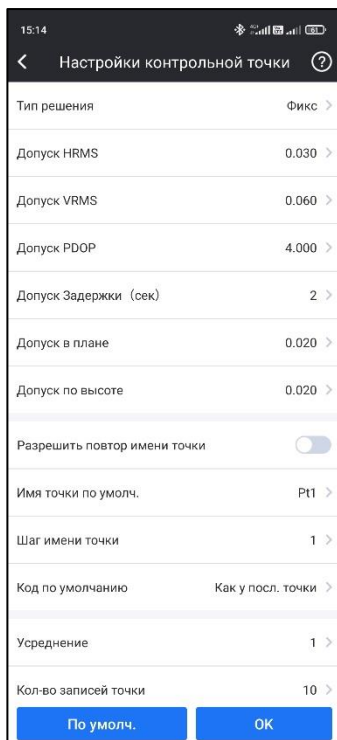 15:14
Настройки контрольной точки
Тип решения Фикс
Допуск HRMS 0.030
Допуск VRMS 0.060
Допуск PDOP 4.000
Допуск Задержки (сек) 2
Допуск в плане 0.020
Допуск по высоте 0.020
Разрешить повтор имени точки
Имя точки по умолч. Pt1
Шаг имени точки 1
Код по умолчанию Как у посл. точки
Усреднение 1
Кол-во записей точки 10
По умолч. OK